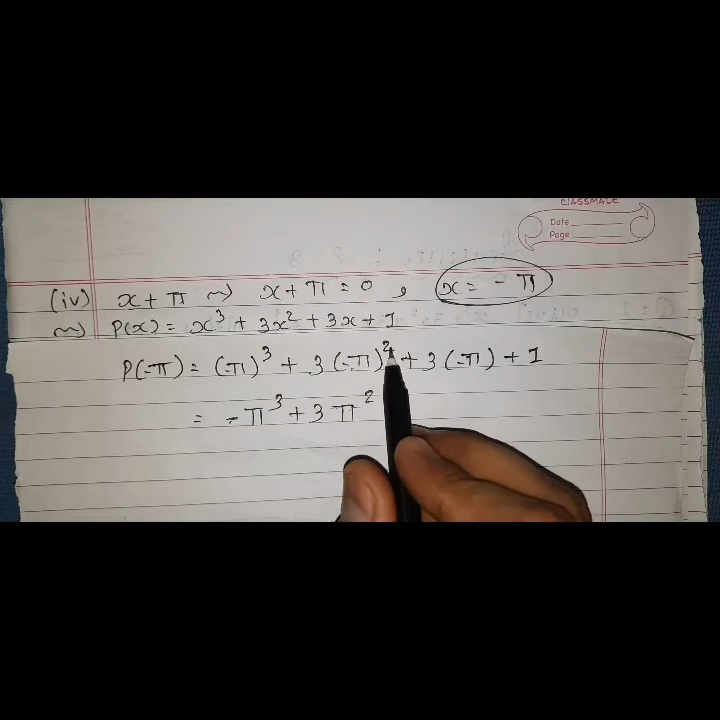 CLASSMATE
Date
Page
(iv) x + π ⇝ x + π = 0 , x = - π
⇝ P(x) = x³ + 3x² + 3x + 1
P(-π) = (-π)³ + 3(-π)² + 3(-π) + 1
= -π³ + 3π²